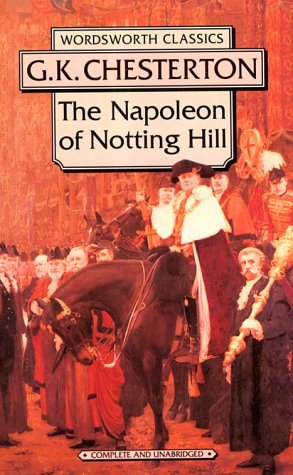 WORDSWORTH CLASSICS
G.K. CHESTERTON
The Napoleon
of Notting Hill
• COMPLETE AND UNABRIDGED •